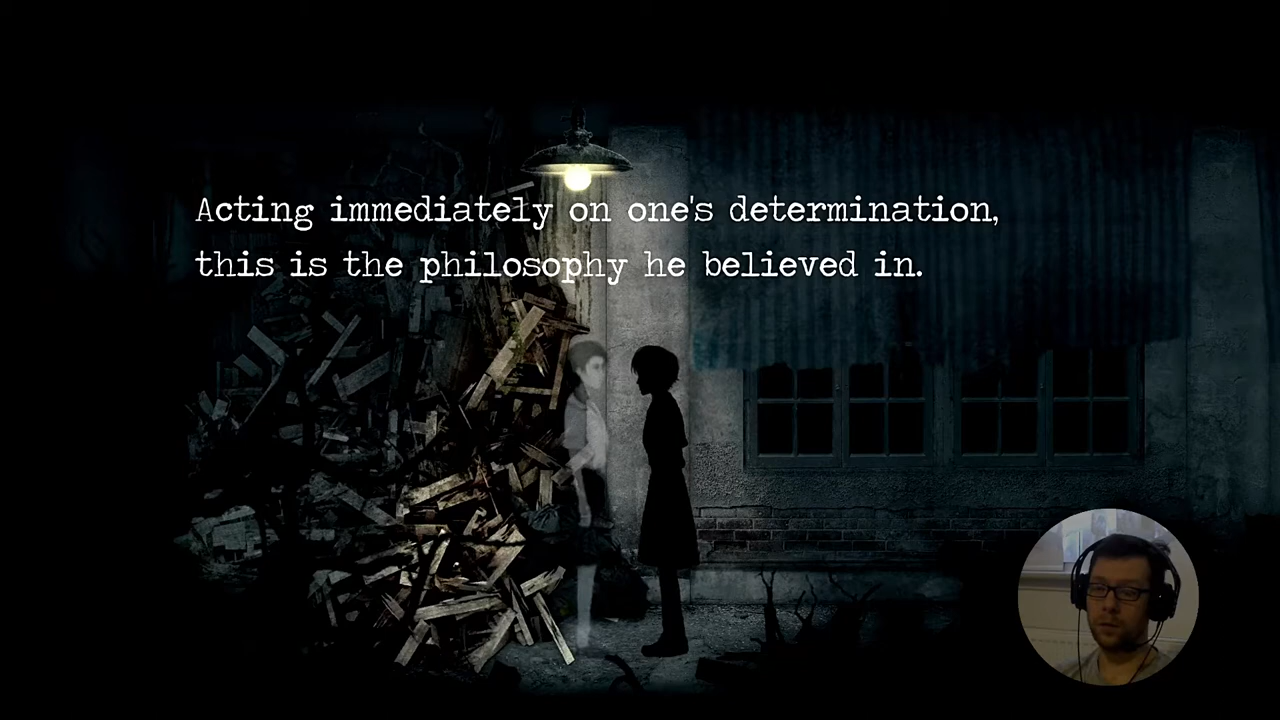 Acting immediately on one's determination,
this is the philosophy he believed in.